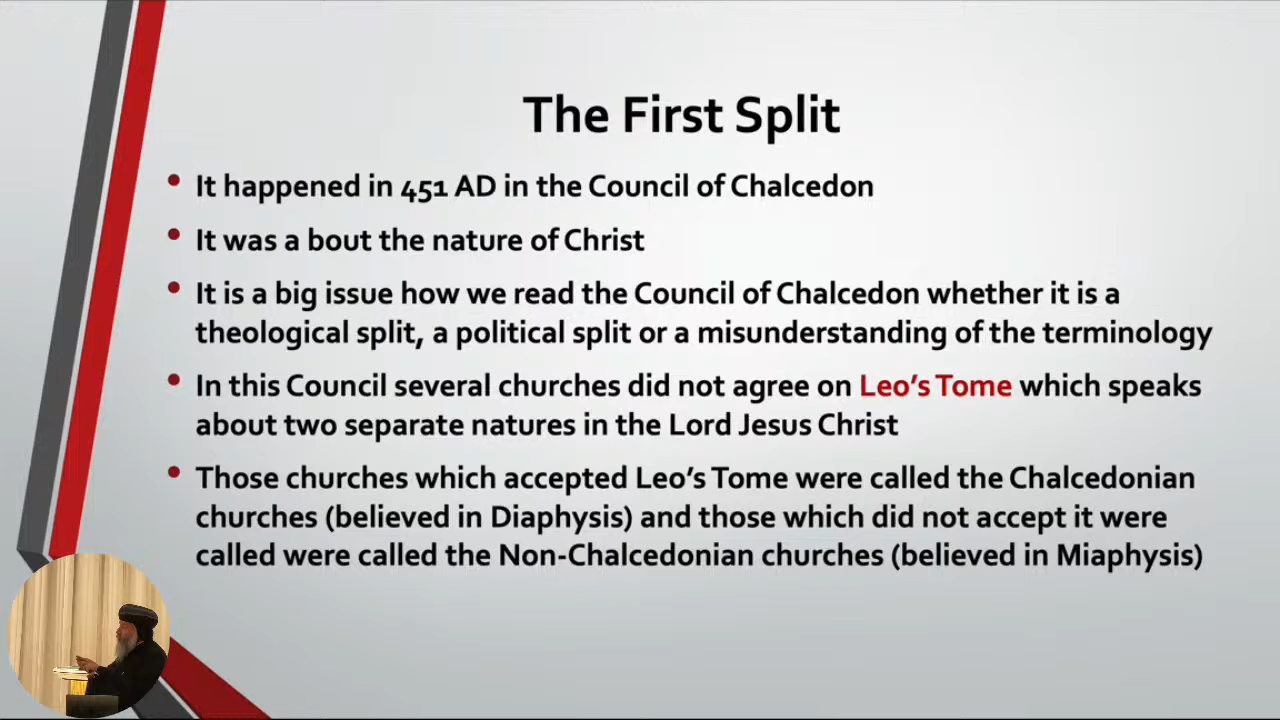 The First Split
• It happened in 451 AD in the Council of Chalcedon
• It was a bout the nature of Christ
• It is a big issue how we read the Council of Chalcedon whether it is a
theological split, a political split or a misunderstanding of the terminology
• In this Council several churches did not agree on Leo's Tome which speaks
about two separate natures in the Lord Jesus Christ
• Those churches which accepted Leo's Tome were called the Chalcedonian
churches (believed in Diaphysis) and those which did not accept it were
called were called the Non-Chalcedonian churches (believed in Miaphysis)